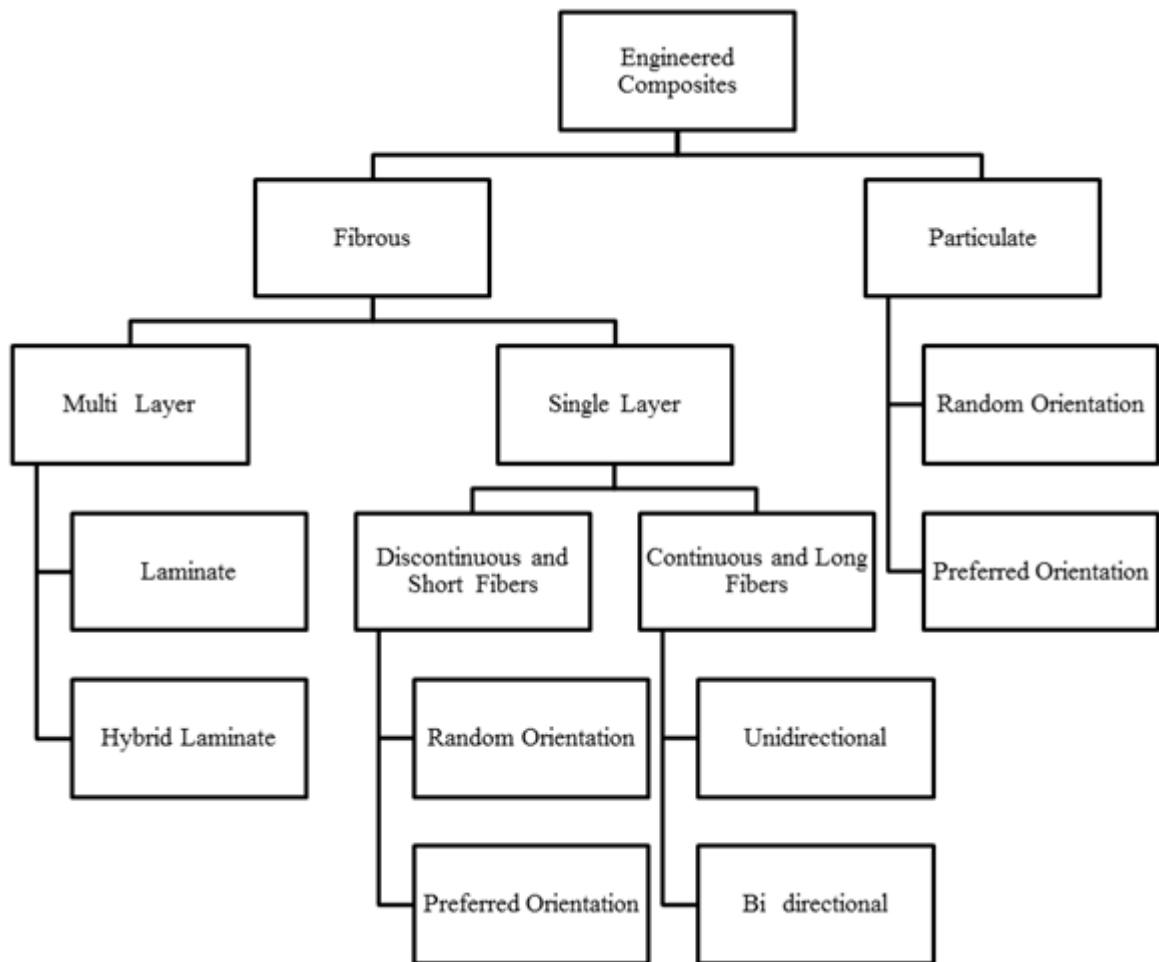 Engineered
Composites
Fibrous
Particulate
Multi Layer
Single Layer
Random Orientation
Laminate
Discontinuous and
Short Fibers
Continuous and Long
Fibers
Preferred Orientation
Hybrid Laminate
Random Orientation
Unidirectional
Preferred Orientation
Bi directional